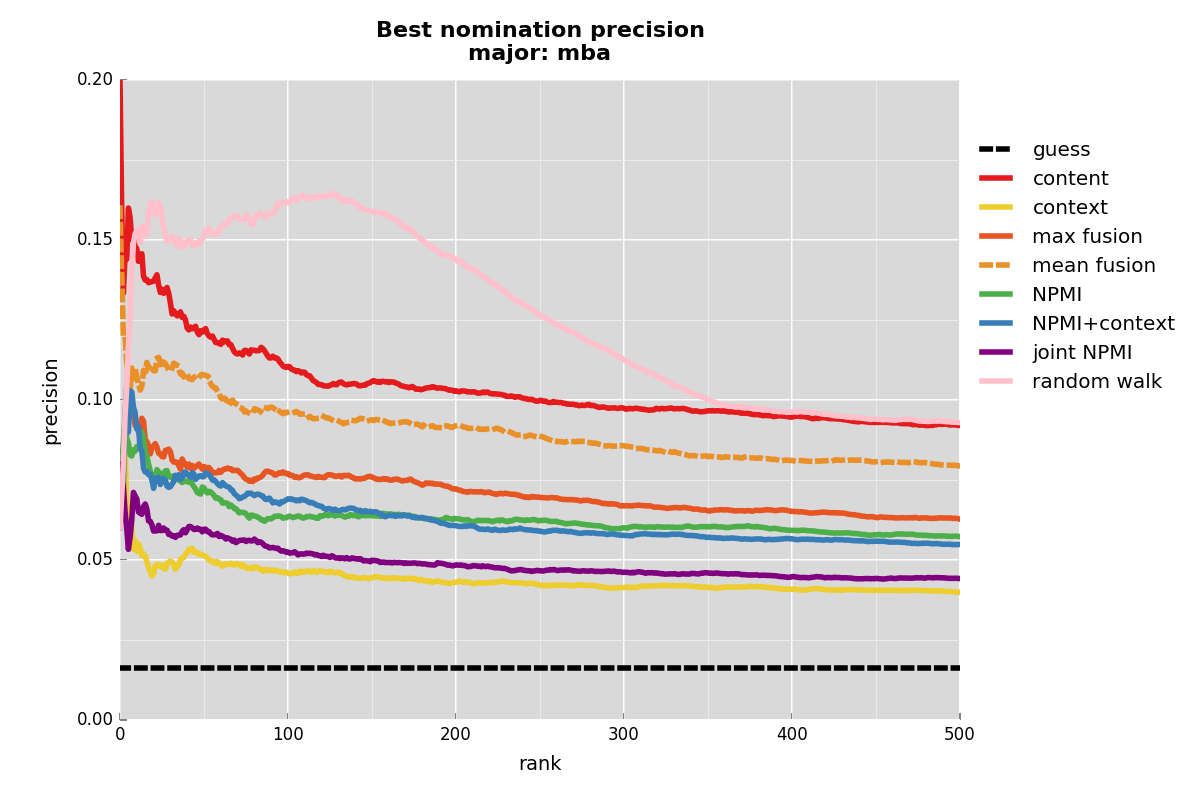 Best nomination precision
major: mba
precision
0.20
0.15
0.10
0.05
0.00
0
100
200
300
400
500
rank
guess
content
context
max fusion
mean fusion
NPMI
NPMI+context
joint NPMI
random walk